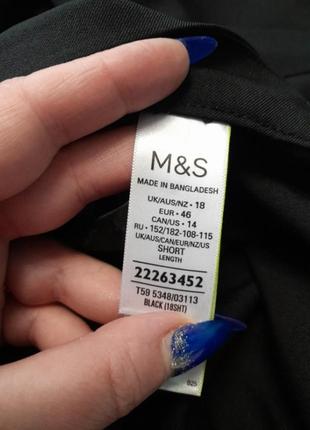 M&S
MADE IN BANGLADESH
UK/AUS/NZ • 18
EUR • 46
CAN/US • 14
RU • 152/182-108-115
UK/AUS/CAN/EUR/NZ/US
SHORT
LENGTH
22263452
T59 5348/03113
BLACK (18SHT)